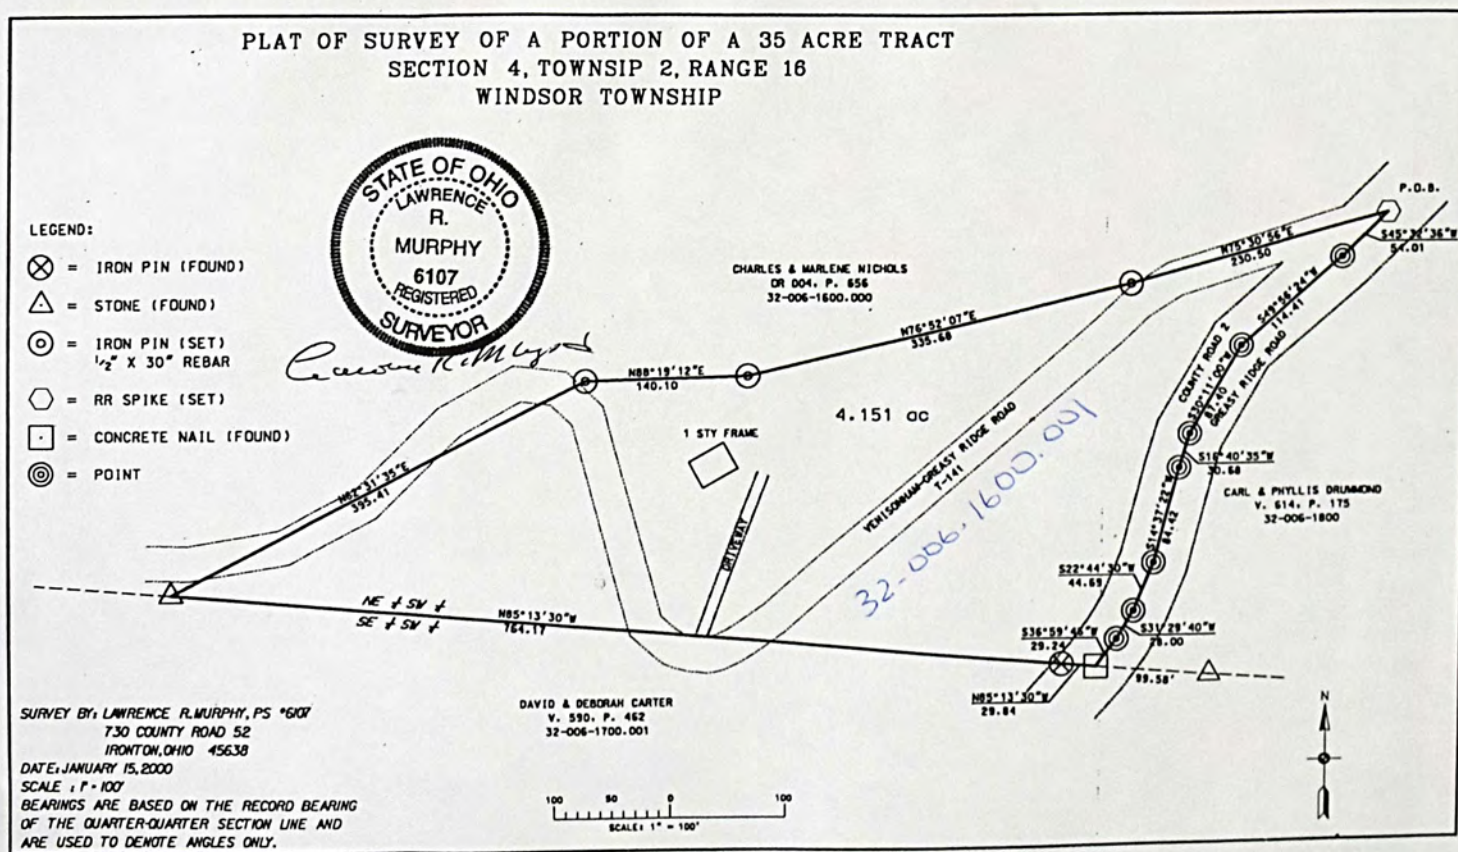 PLAT OF SURVEY OF A PORTION OF A 35 ACRE TRACT
SECTION 4, TOWNSIP 2, RANGE 16
WINDSOR TOWNSHIP
STATE OF OHIO
LAWRENCE
R.
MURPHY
6107
REGISTERED
SURVEYOR
LEGEND:
= IRON PIN (FOUND)
= STONE (FOUND)
= IRON PIN (SET)
1/2" X 30" REBAR
= RR SPIKE (SET)
= CONCRETE NAIL (FOUND)
= POINT
P.O.B.
N75°30'56"E
230.50
S45°32'36"W
54.01
CHARLES & MARLENE NICHOLS
OR 004, P. 656
32-006-1600.000
S49°56'24"W
114.41
N76°52'07"E
335.68
COUNTY ROAD 2
S30°11'00"W
87.40
GREASY RIDGE ROAD
N88°19'12"E
140.10
4.151 ac
1 STY FRAME
VENISONHAM-GREASY RIDGE ROAD
T-141
32-006-1600.001
S16°40'35"W
30.68
CARL & PHYLLIS DRUMMOND
V. 614, P. 175
32-006-1800
N62°31'35"E
395.41
S14°37'22"W
84.42
DRIVEWAY
S22°44'30"W
44.69
NE ¼ SW ¼
SE ¼ SW ¼
N85°13'30"W
764.17
S36°59'46"W
29.24
S31°29'40"W
28.00
99.58'
N85°13'30"W
29.84
DAVID & DEBORAH CARTER
V. 590, P. 462
32-006-1700.001
SURVEY BY: LAWRENCE R. MURPHY, PS #6107
730 COUNTY ROAD 52
IRONTON, OHIO 45638
DATE: JANUARY 15, 2000
SCALE : 1" = 100'
BEARINGS ARE BASED ON THE RECORD BEARING
OF THE QUARTER-QUARTER SECTION LINE AND
ARE USED TO DENOTE ANGLES ONLY.
100 50 0 100
SCALE: 1" = 100'
N